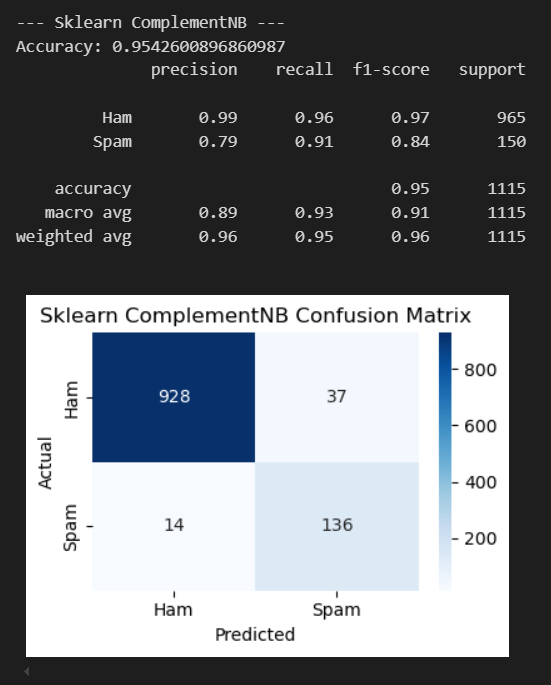 --- Sklearn ComplementNB ---
Accuracy: 0.9542600896860987
precision recall f1-score support
Ham 0.99 0.96 0.97 965
Spam 0.79 0.91 0.84 150
accuracy 0.95 1115
macro avg 0.89 0.93 0.91 1115
weighted avg 0.96 0.95 0.96 1115
Sklearn ComplementNB Confusion Matrix
Actual
Ham
928 37
Spam
14 136
Ham Spam
Predicted
800
600
400
200